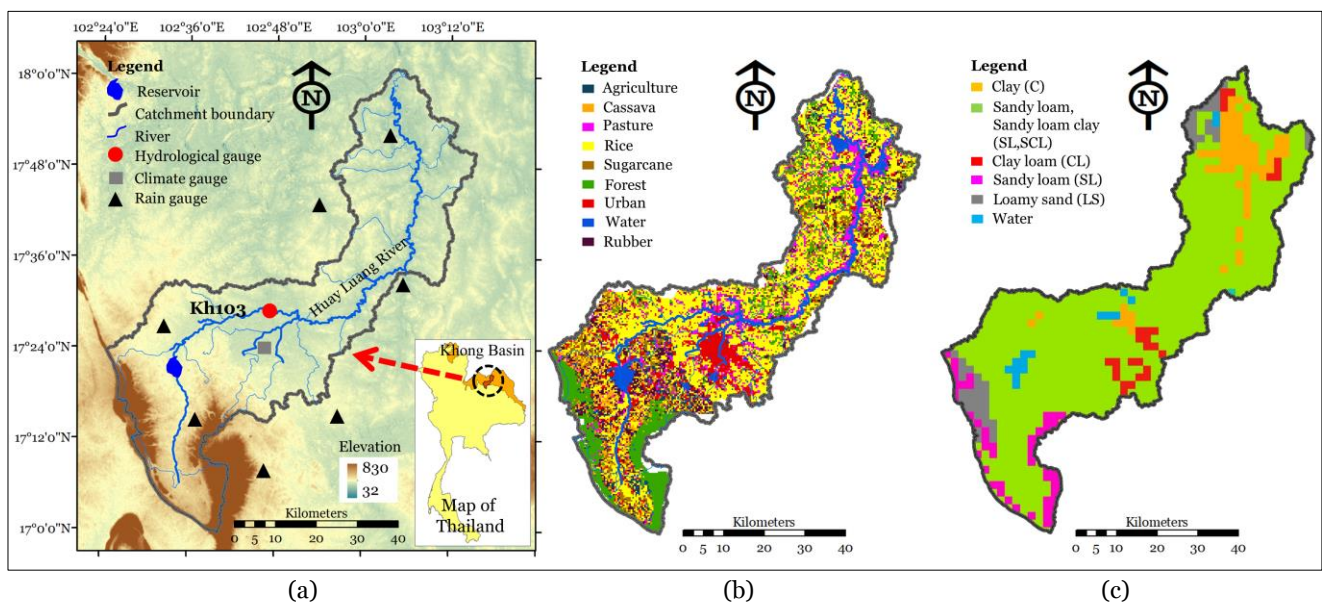 102°24'0"E 102°36'0"E 102°48'0"E 103°0'0"E 103°12'0"E
18°0'0"N
17°48'0"N
17°36'0"N
17°24'0"N
17°12'0"N
17°0'0"N
Legend
Reservoir
Catchment boundary
River
Hydrological gauge
Climate gauge
Rain gauge
N
Huay Luang River
Kh103
Khong Basin
Elevation
830
32
Map of
Thailand
Kilometers
0 5 10 20 30 40
(a)
Legend
Agriculture
Cassava
Pasture
Rice
Sugarcane
Forest
Urban
Water
Rubber
N
Kilometers
0 5 10 20 30 40
(b)
Legend
Clay (C)
Sandy loam,
Sandy loam clay
(SL,SCL)
Clay loam (CL)
Sandy loam (SL)
Loamy sand (LS)
Water
N
Kilometers
0 5 10 20 30 40
(c)